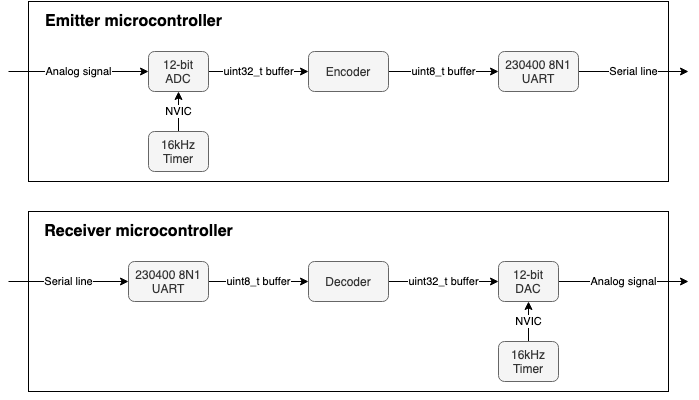 Emitter microcontroller
Analog signal
12-bit
ADC
uint32_t buffer
Encoder
uint8_t buffer
230400 8N1
UART
Serial line
NVIC
16kHz
Timer
Receiver microcontroller
Serial line
230400 8N1
UART
uint8_t buffer
Decoder
uint32_t buffer
12-bit
DAC
Analog signal
NVIC
16kHz
Timer